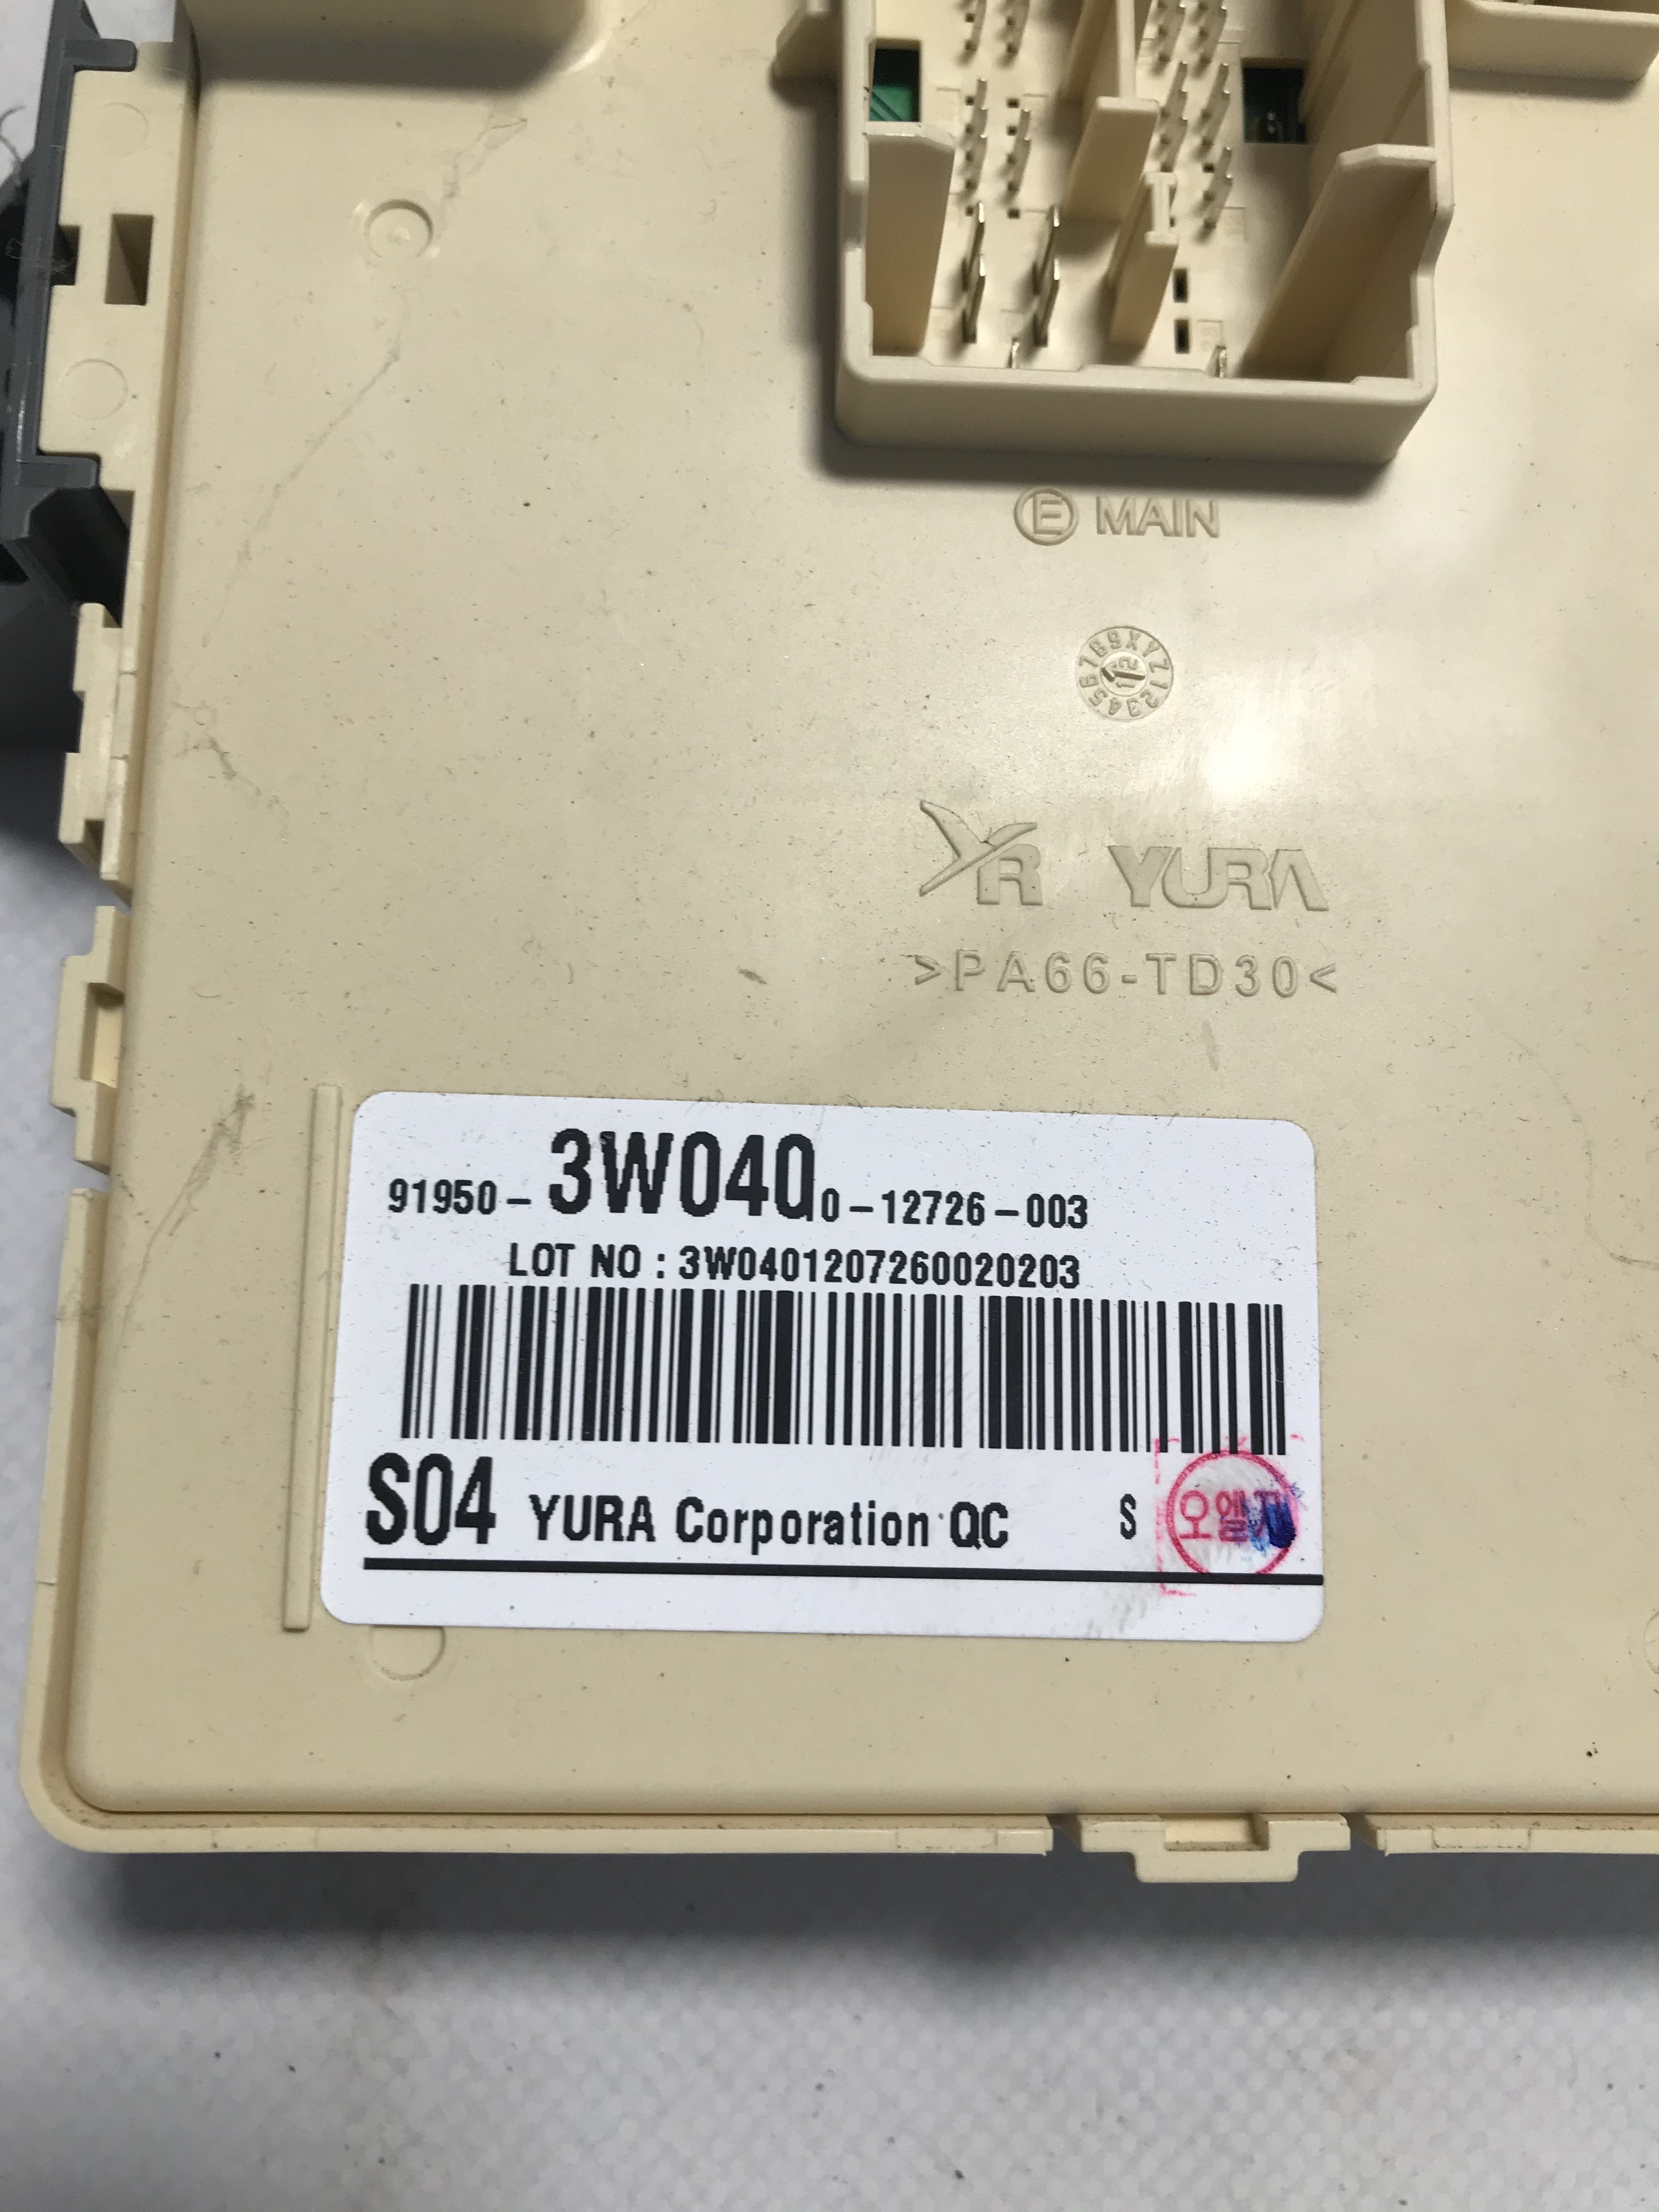 Ⓔ MAIN
YR YURA
>PA66-TD30<
91950-3W040 0-12726-003
LOT NO : 3W0401207260020203
S04 YURA Corporation QC S